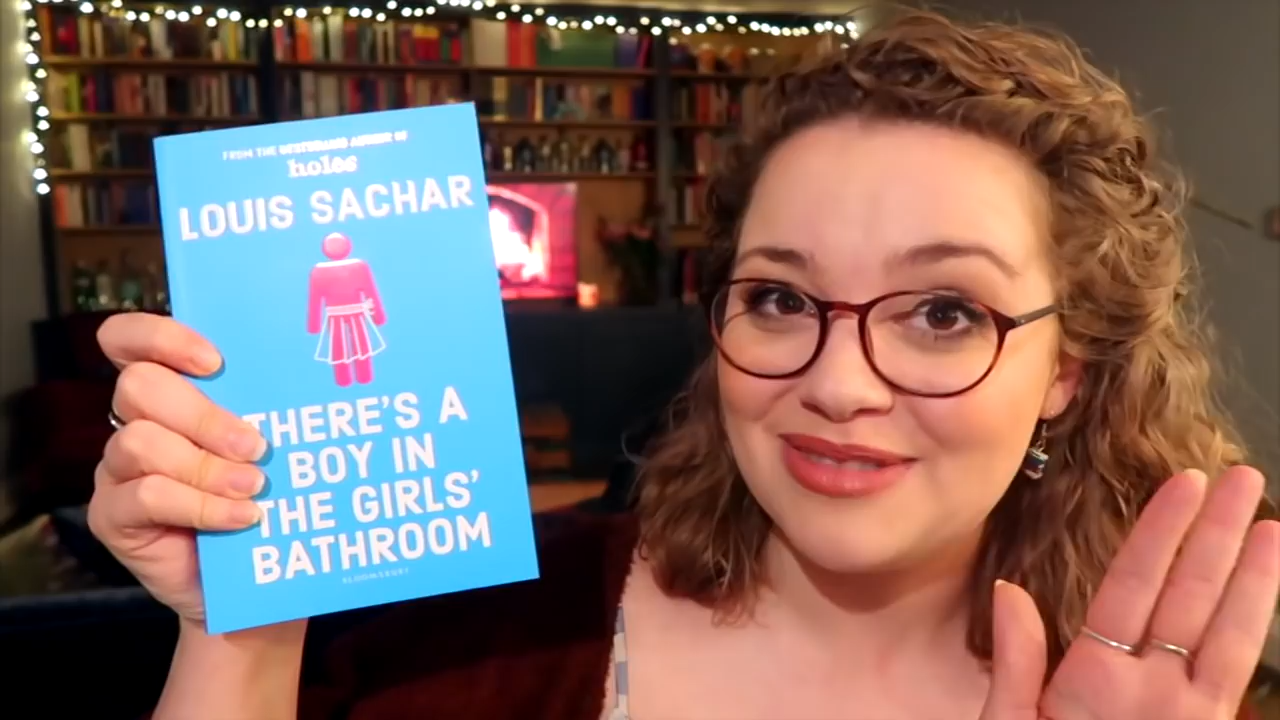 FROM THE BESTSELLING AUTHOR OF
holes
LOUIS SACHAR
THERE'S A
BOY IN
THE GIRLS'
BATHROOM
BLOOMSBURY